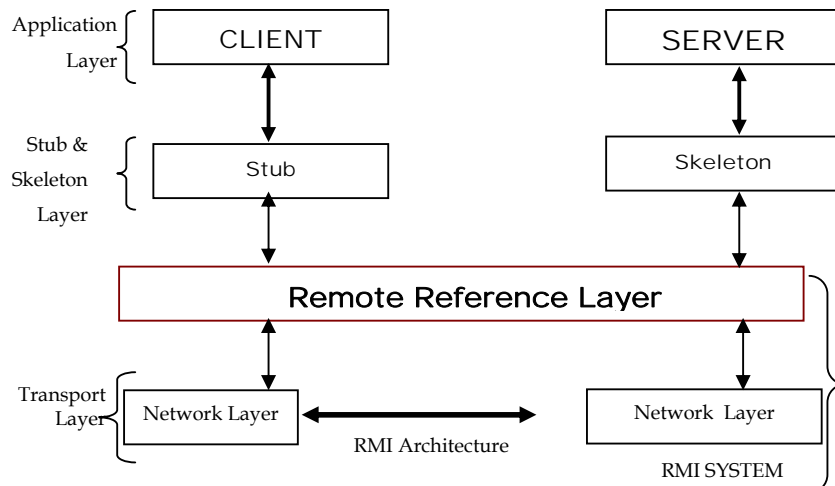 Application
Layer
CLIENT
SERVER
Stub &
Skeleton
Layer
Stub
Skeleton
Remote Reference Layer
Transport
Layer
Network Layer
Network Layer
RMI Architecture
RMI SYSTEM